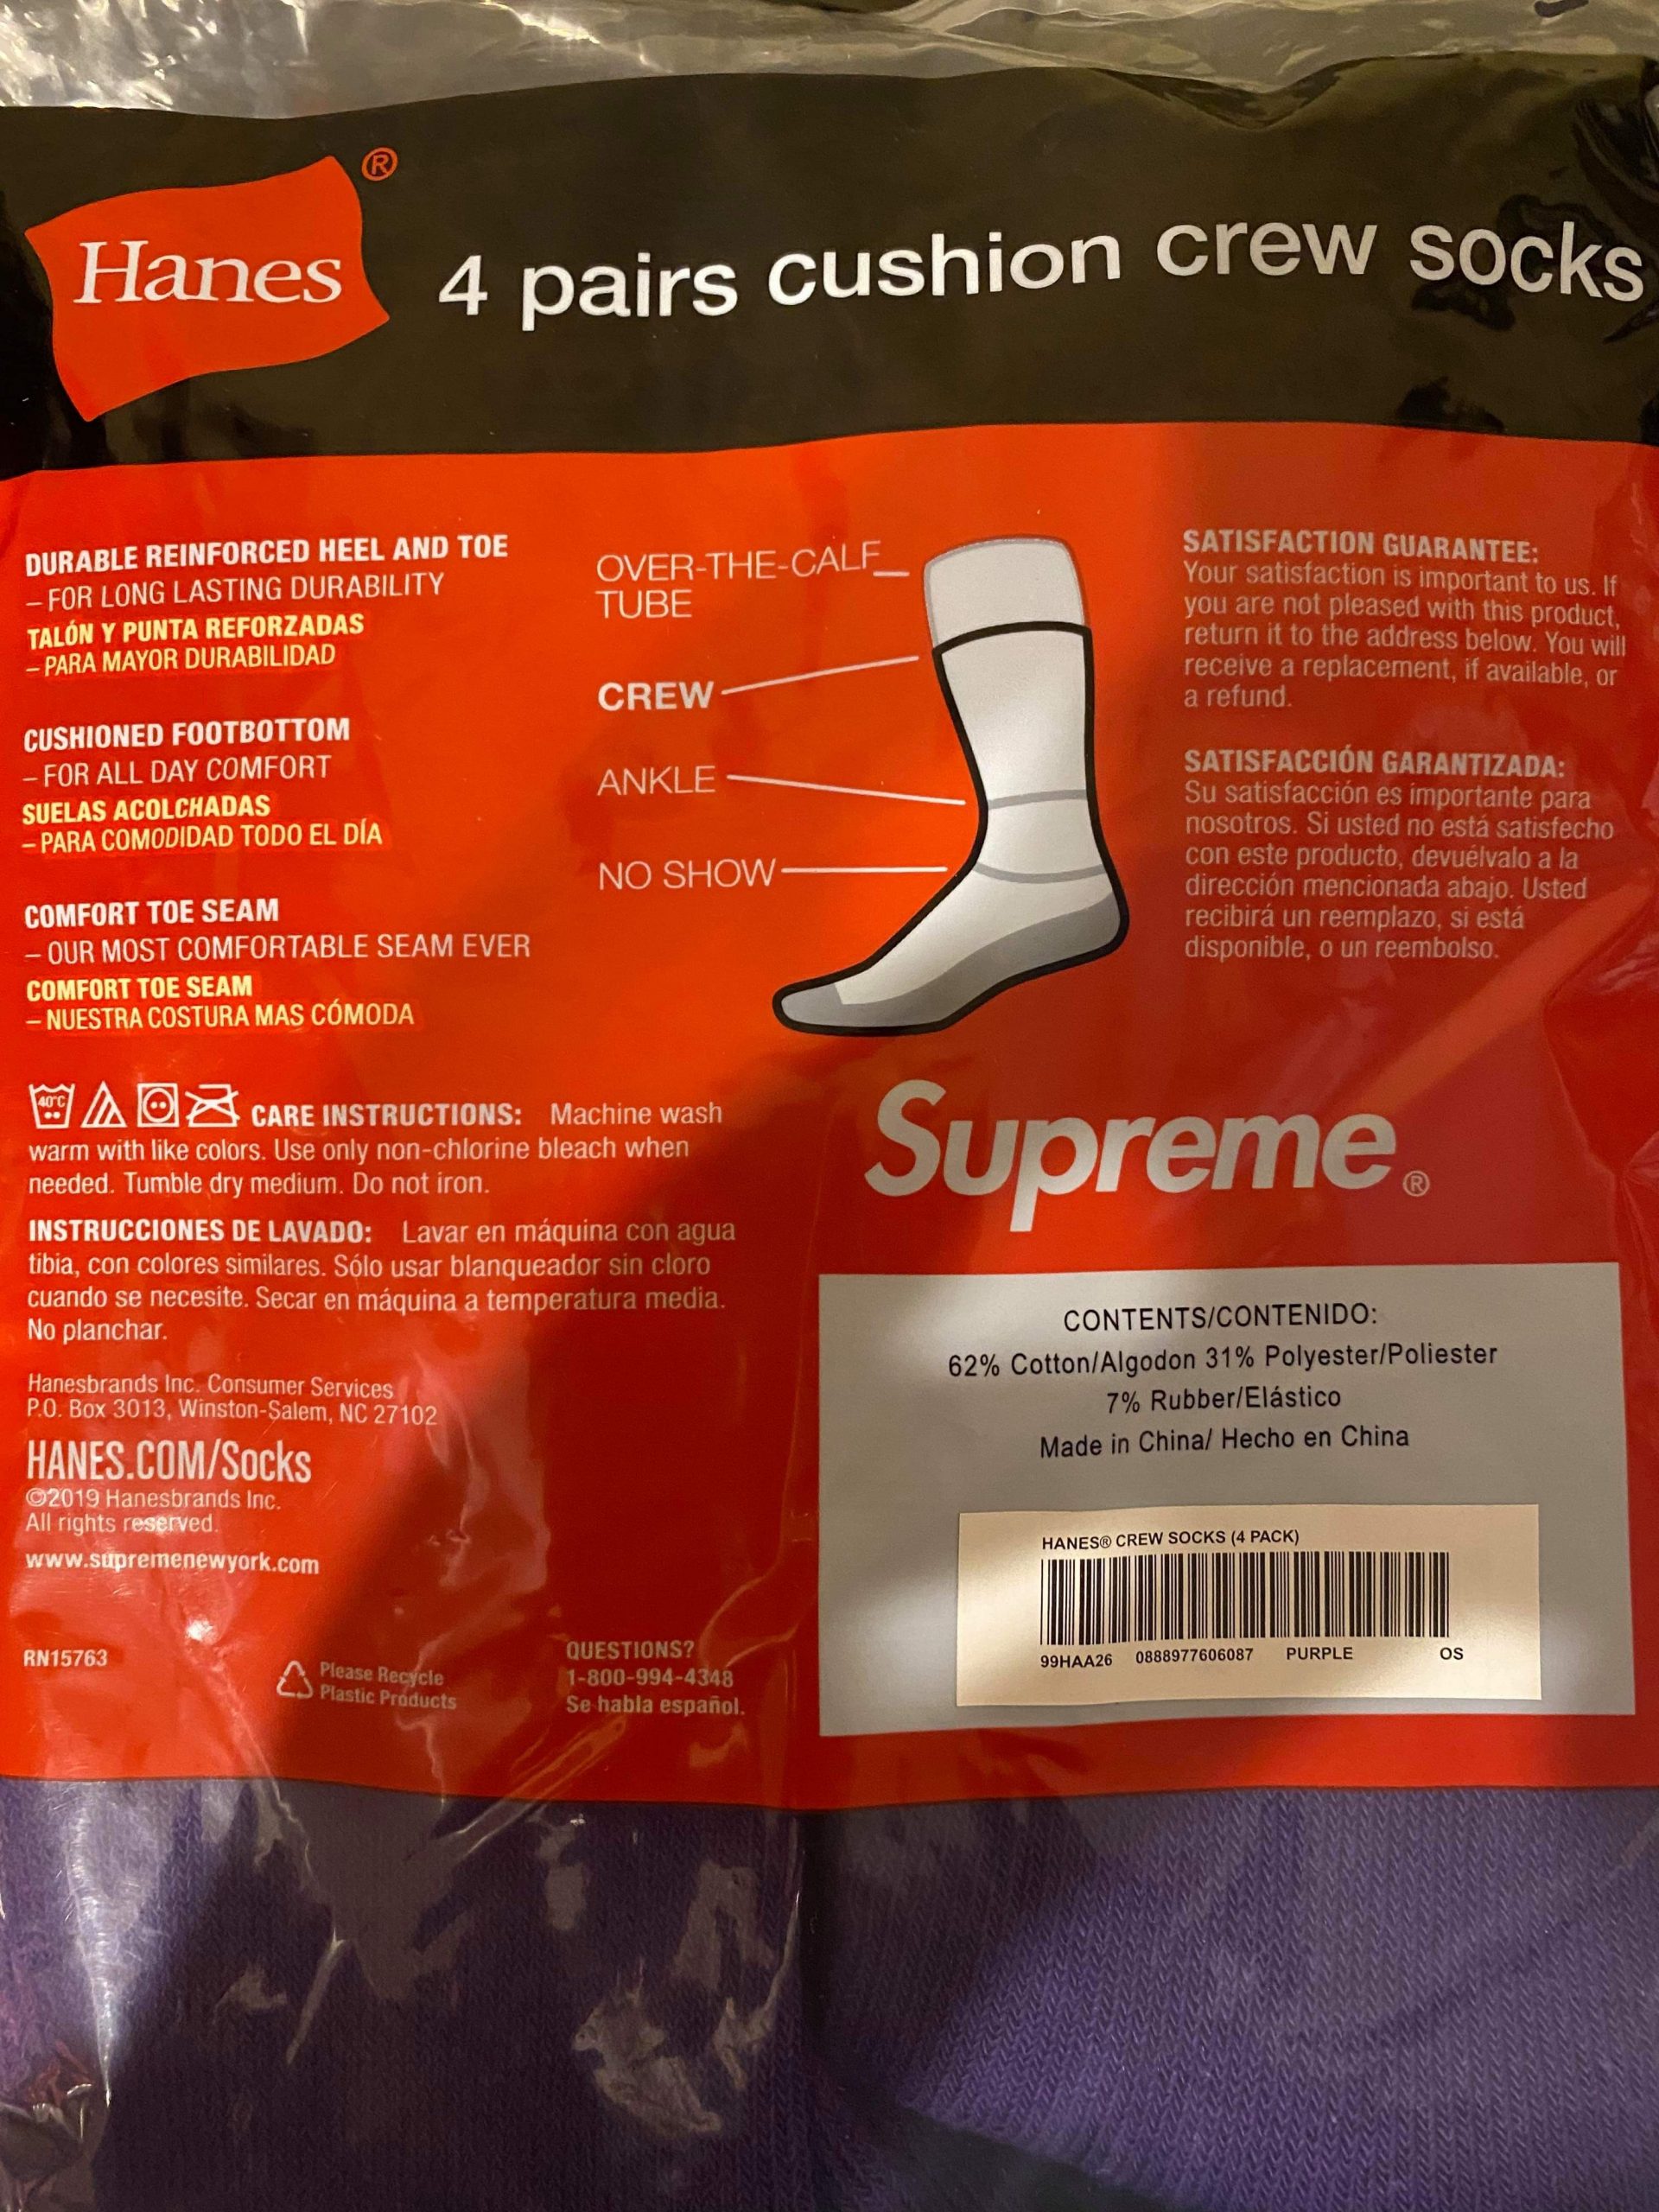 Hanes®
4 pairs cushion crew socks
DURABLE REINFORCED HEEL AND TOE
– FOR LONG LASTING DURABILITY
TALÓN Y PUNTA REFORZADAS
– PARA MAYOR DURABILIDAD
CUSHIONED FOOTBOTTOM
– FOR ALL DAY COMFORT
SUELAS ACOLCHADAS
– PARA COMODIDAD TODO EL DÍA
COMFORT TOE SEAM
– OUR MOST COMFORTABLE SEAM EVER
COMFORT TOE SEAM
– NUESTRA COSTURA MAS CÓMODA
OVER-THE-CALF
TUBE
CREW
ANKLE
NO SHOW
SATISFACTION GUARANTEE:
Your satisfaction is important to us. If
you are not pleased with this product,
return it to the address below. You will
receive a replacement, if available, or
a refund.
SATISFACCIÓN GARANTIZADA:
Su satisfacción es importante para
nosotros. Si usted no está satisfecho
con este producto, devuélvalo a la
dirección mencionada abajo. Usted
recibirá un reemplazo, si está
disponible, o un reembolso.
40°C
CARE INSTRUCTIONS: Machine wash
warm with like colors. Use only non-chlorine bleach when
needed. Tumble dry medium. Do not iron.
INSTRUCCIONES DE LAVADO: Lavar en máquina con agua
tibia, con colores similares. Sólo usar blanqueador sin cloro
cuando se necesite. Secar en máquina a temperatura media.
No planchar.
Hanesbrands Inc. Consumer Services
P.O. Box 3013, Winston-Salem, NC 27102
HANES.COM/Socks
©2019 Hanesbrands Inc.
All rights reserved.
www.supremenewyork.com
RN15763
Please Recycle
Plastic Products
QUESTIONS?
1-800-994-4348
Se habla español.
Supreme®
CONTENTS/CONTENIDO:
62% Cotton/Algodon 31% Polyester/Poliester
7% Rubber/Elástico
Made in China/ Hecho en China
HANES® CREW SOCKS (4 PACK)
99HAA26 0888977606087 PURPLE OS